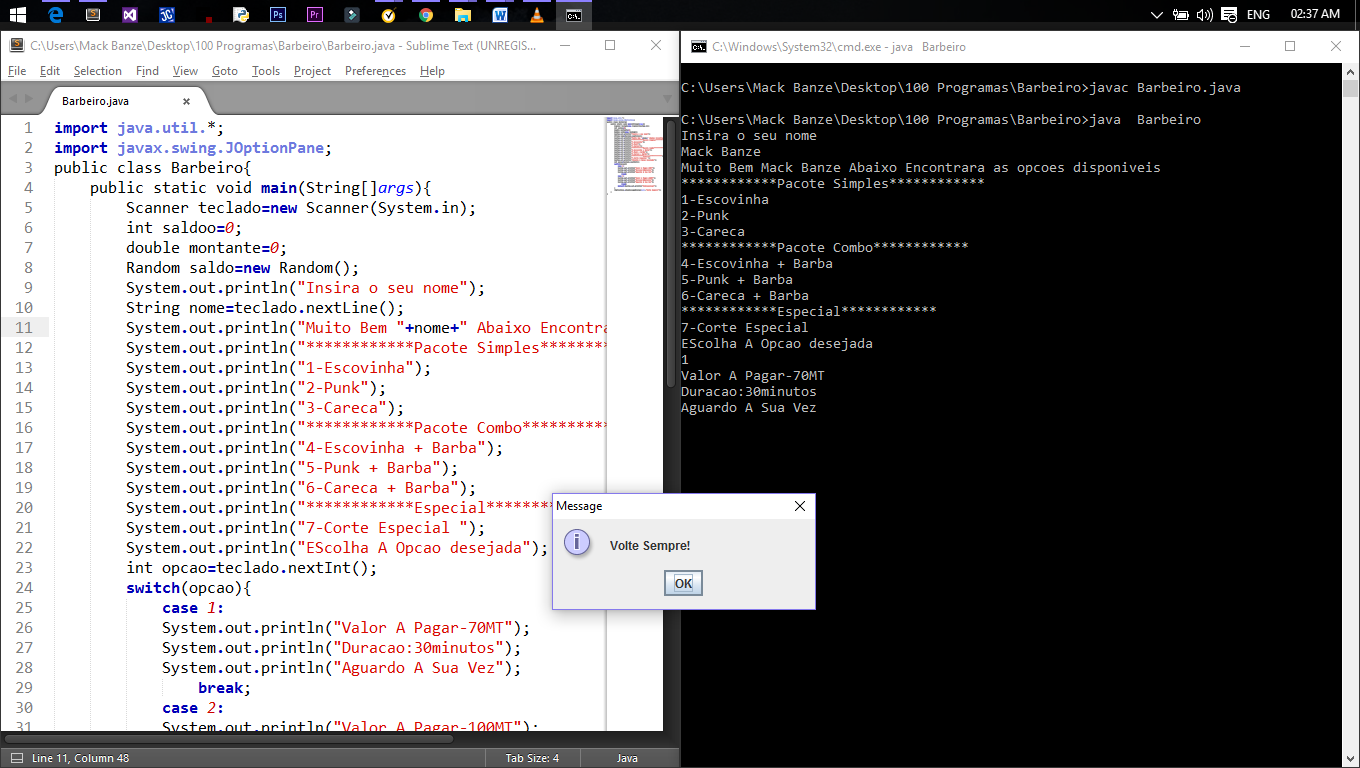 ENG 02:37 AM
C:\Users\Mack Banze\Desktop\100 Programas\Barbeiro\Barbeiro.java - Sublime Text (UNREGIS...
File Edit Selection Find View Goto Tools Project Preferences Help
Barbeiro.java
1 import java.util.*;
2 import javax.swing.JOptionPane;
3 public class Barbeiro{
4 public static void main(String[]args){
5 Scanner teclado=new Scanner(System.in);
6 int saldoo=0;
7 double montante=0;
8 Random saldo=new Random();
9 System.out.println("Insira o seu nome");
10 String nome=teclado.nextLine();
11 System.out.println("Muito Bem "+nome+" Abaixo Encontra
12 System.out.println("************Pacote Simples*******
13 System.out.println("1-Escovinha");
14 System.out.println("2-Punk");
15 System.out.println("3-Careca");
16 System.out.println("************Pacote Combo*********
17 System.out.println("4-Escovinha + Barba");
18 System.out.println("5-Punk + Barba");
19 System.out.println("6-Careca + Barba");
20 System.out.println("************Especial*******
21 System.out.println("7-Corte Especial ");
22 System.out.println("EScolha A Opcao desejada");
23 int opcao=teclado.nextInt();
24 switch(opcao){
25 case 1:
26 System.out.println("Valor A Pagar-70MT");
27 System.out.println("Duracao:30minutos");
28 System.out.println("Aguardo A Sua Vez");
29 break;
30 case 2:
31 System.out.println("Valor A Pagar-100MT");
Line 11, Column 48 Tab Size: 4 Java
C:\Windows\System32\cmd.exe - java Barbeiro
C:\Users\Mack Banze\Desktop\100 Programas\Barbeiro>javac Barbeiro.java
C:\Users\Mack Banze\Desktop\100 Programas\Barbeiro>java  Barbeiro
Insira o seu nome
Mack Banze
Muito Bem Mack Banze Abaixo Encontrara as opcoes disponiveis
************Pacote Simples************
1-Escovinha
2-Punk
3-Careca
************Pacote Combo************
4-Escovinha + Barba
5-Punk + Barba
6-Careca + Barba
************Especial************
7-Corte Especial
EScolha A Opcao desejada
1
Valor A Pagar-70MT
Duracao:30minutos
Aguardo A Sua Vez
Message
Volte Sempre!
OK